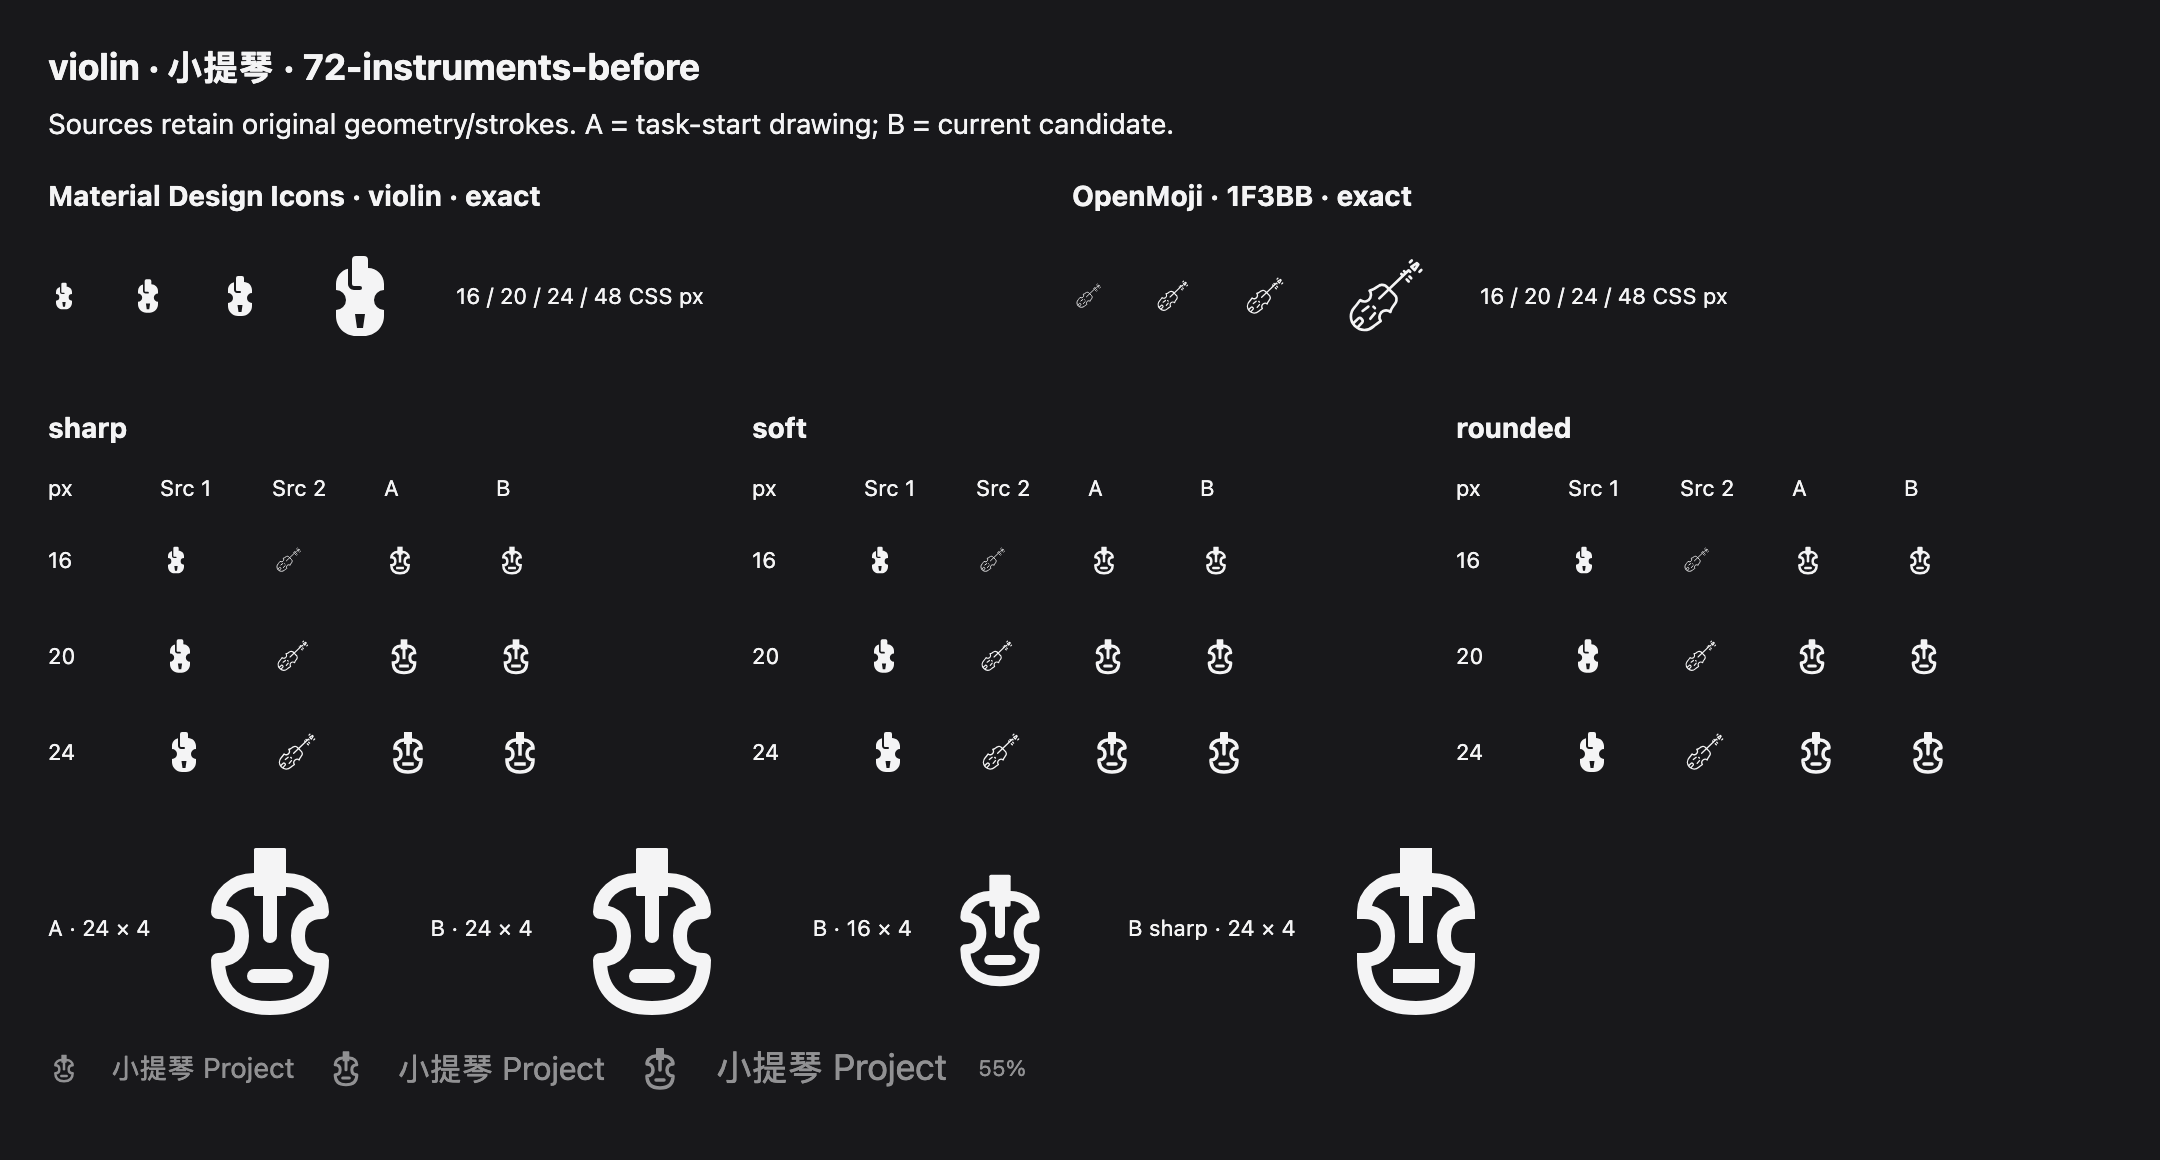 violin · 小提琴 · 72-instruments-before
Sources retain original geometry/strokes. A = task-start drawing; B = current candidate.
Material Design Icons · violin · exact
OpenMoji · 1F3BB · exact
16 / 20 / 24 / 48 CSS px
16 / 20 / 24 / 48 CSS px
sharp
soft
rounded
px Src 1 Src 2 A B
px Src 1 Src 2 A B
px Src 1 Src 2 A B
16
16
16
20
20
20
24
24
24
A · 24 × 4
B · 24 × 4
B · 16 × 4
B sharp · 24 × 4
小提琴 Project
小提琴 Project
小提琴 Project
55%